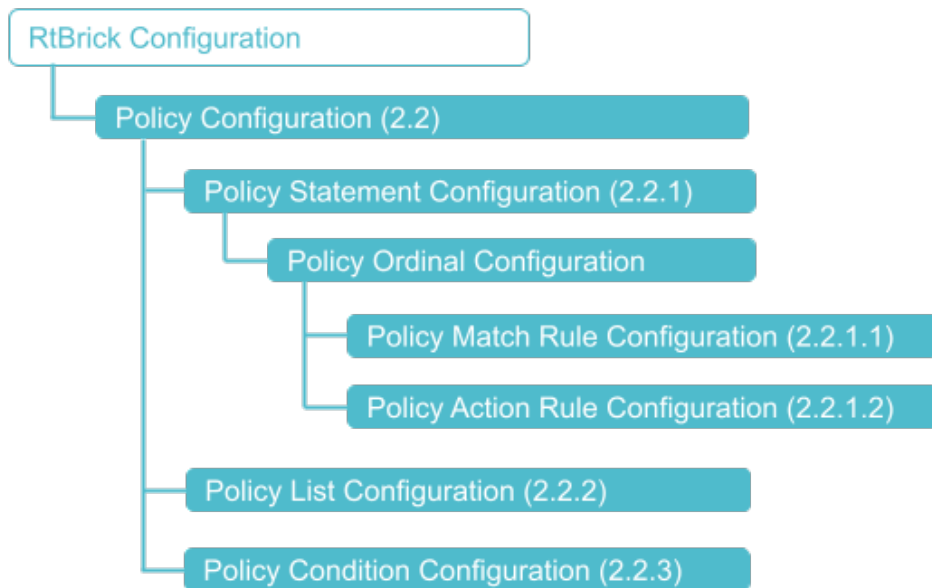 RtBrick Configuration
Policy Configuration (2.2)
Policy Statement Configuration (2.2.1)
Policy Ordinal Configuration
Policy Match Rule Configuration (2.2.1.1)
Policy Action Rule Configuration (2.2.1.2)
Policy List Configuration (2.2.2)
Policy Condition Configuration (2.2.3)